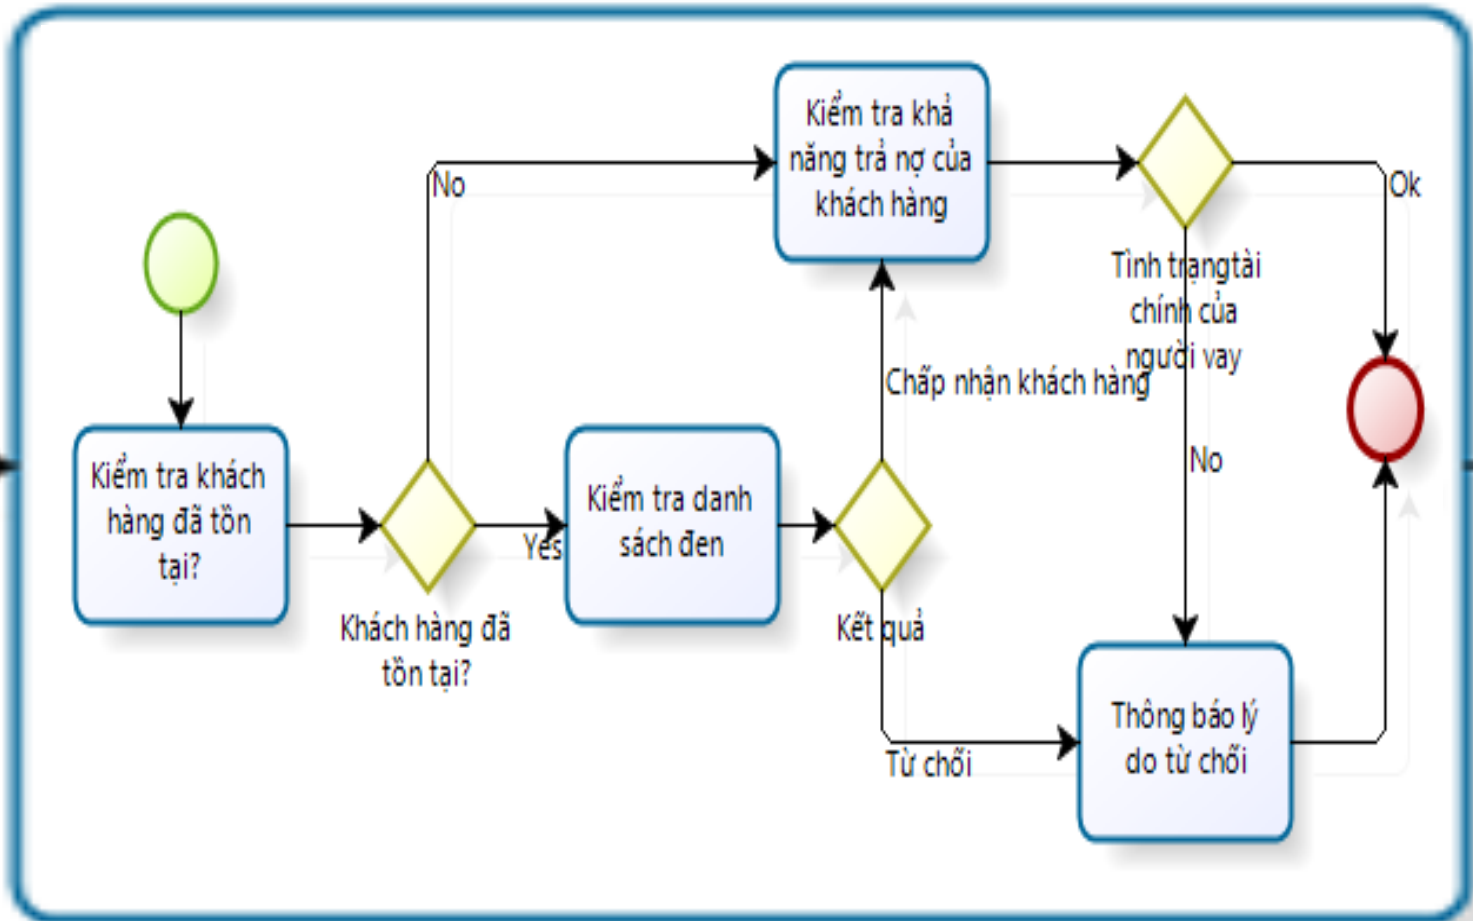 Kiểm tra khả
năng trả nợ của
khách hàng
No
Ok
Tình trạngtài
chính của
người vay
Chấp nhận khách hàng
No
Kiểm tra khách
hàng đã tồn
tại?
Yes
Kiểm tra danh
sách đen
Khách hàng đã
tồn tại?
Kết quả
Từ chối
Thông báo lý
do từ chối